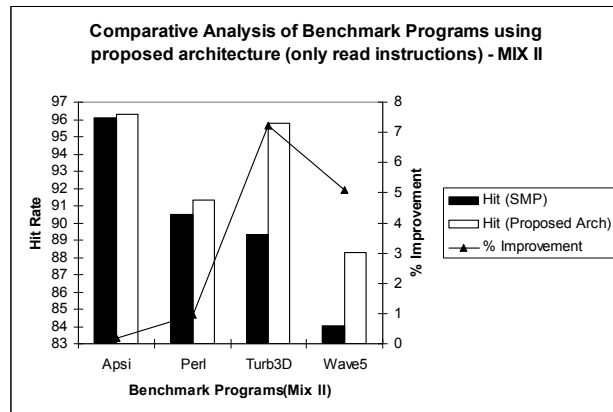 Comparative Analysis of Benchmark Programs using
proposed architecture (only read instructions) - MIX II
97
96
95
94
93
92
91
90
89
88
87
86
85
84
83
Hit Rate
8
7
6
5
4
3
2
1
0
% Improvement
Apsi Perl Turb3D Wave5
Benchmark Programs(Mix II)
Hit (SMP)
Hit (Proposed Arch)
% Improvement